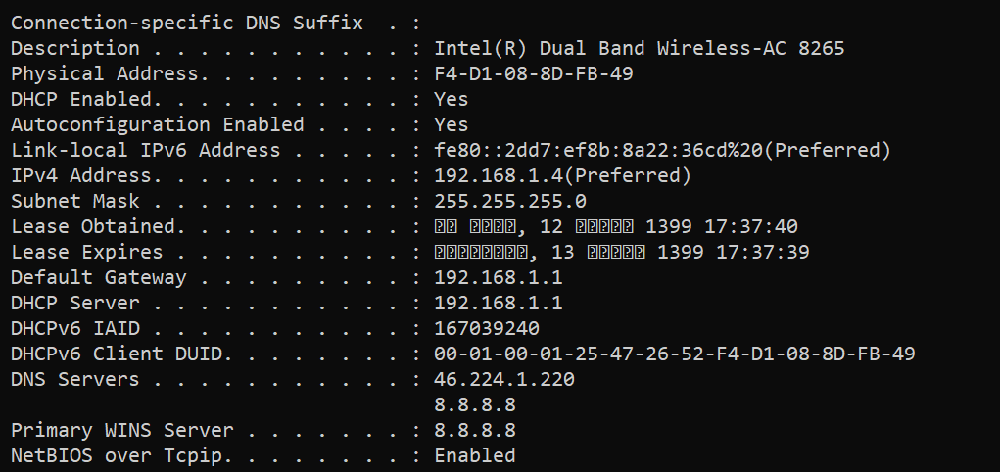 Connection-specific DNS Suffix  . :
Description . . . . . . . . . . . : Intel(R) Dual Band Wireless-AC 8265
Physical Address. . . . . . . . . : F4-D1-08-8D-FB-49
DHCP Enabled. . . . . . . . . . . : Yes
Autoconfiguration Enabled . . . . : Yes
Link-local IPv6 Address . . . . . : fe80::2dd7:ef8b:8a22:36cd%20(Preferred)
IPv4 Address. . . . . . . . . . . : 192.168.1.4(Preferred)
Subnet Mask . . . . . . . . . . . : 255.255.255.0
Lease Obtained. . . . . . . . . . : , 12 1399 17:37:40
Lease Expires . . . . . . . . . . : , 13 1399 17:37:39
Default Gateway . . . . . . . . . : 192.168.1.1
DHCP Server . . . . . . . . . . . : 192.168.1.1
DHCPv6 IAID . . . . . . . . . . . : 167039240
DHCPv6 Client DUID. . . . . . . . : 00-01-00-01-25-47-26-52-F4-D1-08-8D-FB-49
DNS Servers . . . . . . . . . . . : 46.224.1.220
8.8.8.8
Primary WINS Server . . . . . . . : 8.8.8.8
NetBIOS over Tcpip. . . . . . . . : Enabled